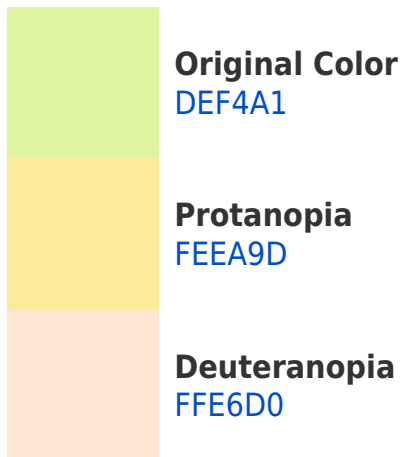 Original Color
DEF4A1
Protanopia
FEEA9D
Deuteranopia
FFE6D0